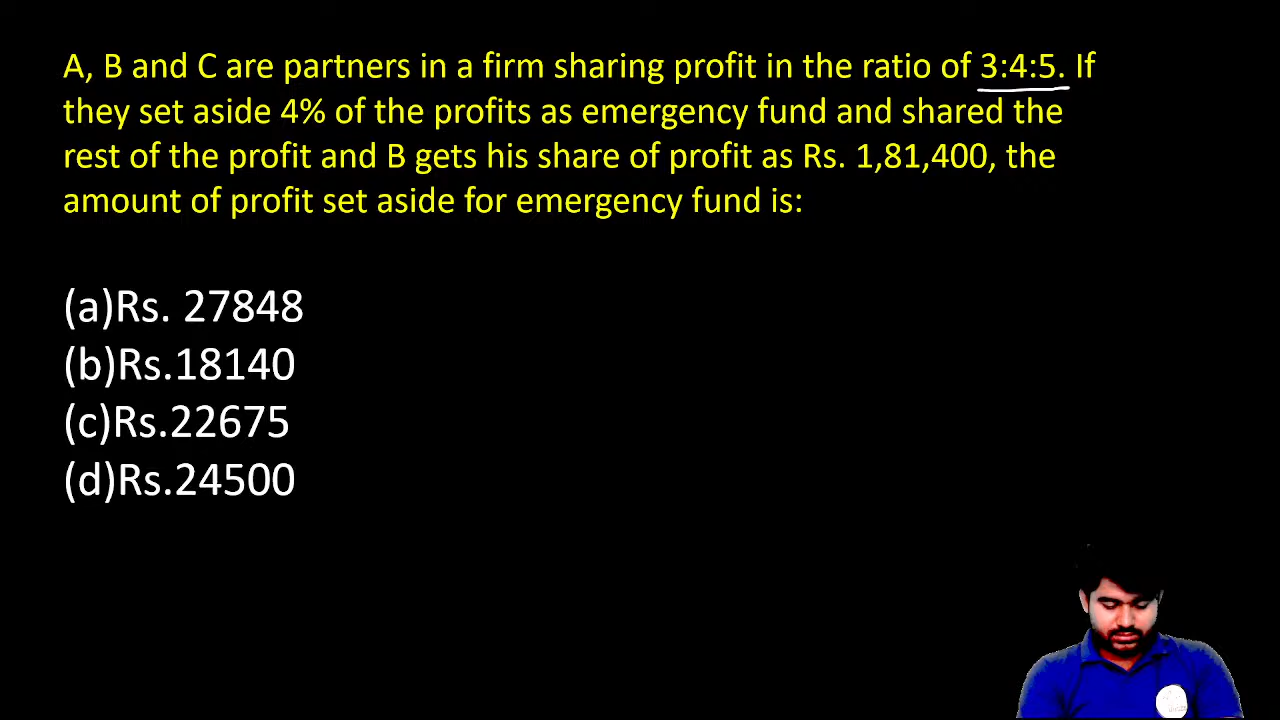 A, B and C are partners in a firm sharing profit in the ratio of 3:4:5. If
they set aside 4% of the profits as emergency fund and shared the
rest of the profit and B gets his share of profit as Rs. 1,81,400, the
amount of profit set aside for emergency fund is:
(a)Rs. 27848
(b)Rs.18140
(c)Rs.22675
(d)Rs.24500